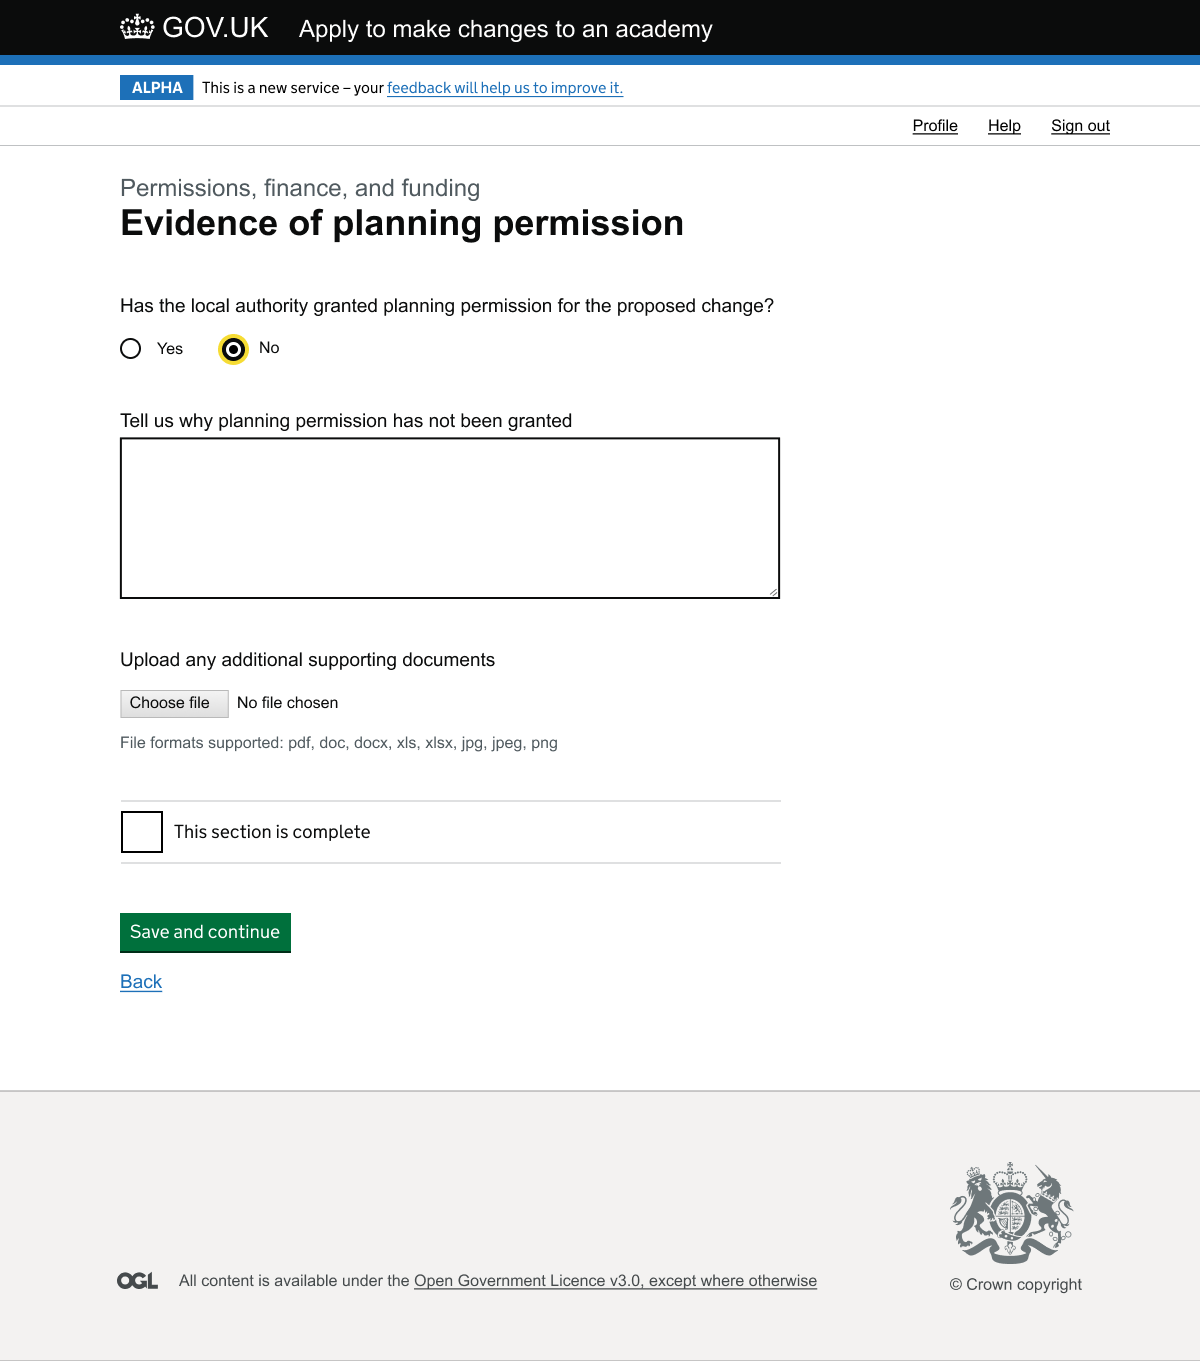 GOV.UK Apply to make changes to an academy
ALPHA This is a new service – your feedback will help us to improve it.
Profile Help Sign out
Permissions, finance, and funding
Evidence of planning permission
Has the local authority granted planning permission for the proposed change?
Yes No
Tell us why planning permission has not been granted
Upload any additional supporting documents
Choose file No file chosen
File formats supported: pdf, doc, docx, xls, xlsx, jpg, jpeg, png
This section is complete
Save and continue
Back
OGL All content is available under the Open Government Licence v3.0, except where otherwise
© Crown copyright